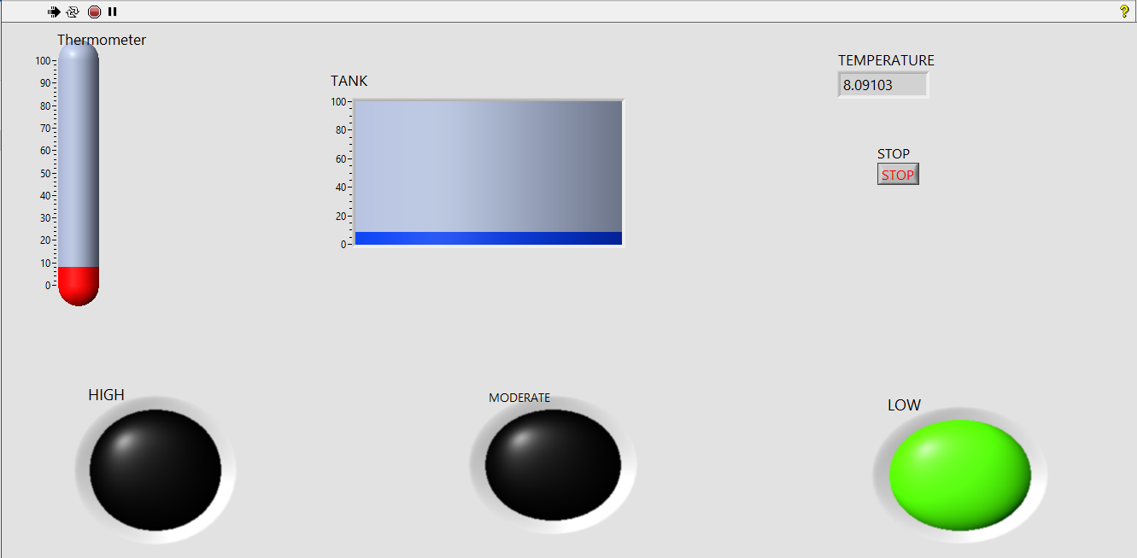 ?
Thermometer
100
90
80
70
60
50
40
30
20
10
0
TANK
100
80
60
40
20
0
TEMPERATURE
8.09103
STOP
STOP
HIGH
MODERATE
LOW